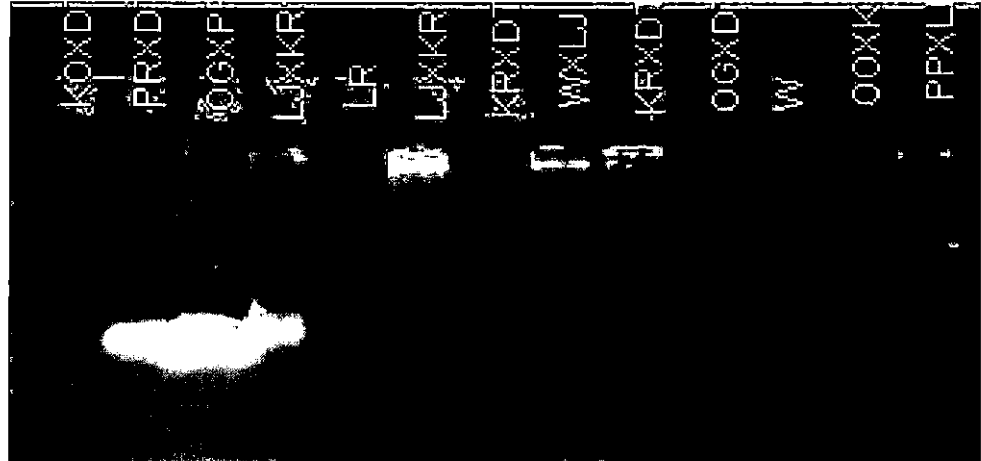 KOXD
PRXD
OGXP
LJXKR
LR
LJXKR
KRXD
WXLJ
KRXD
OGXD
W
OOXK
PPXL